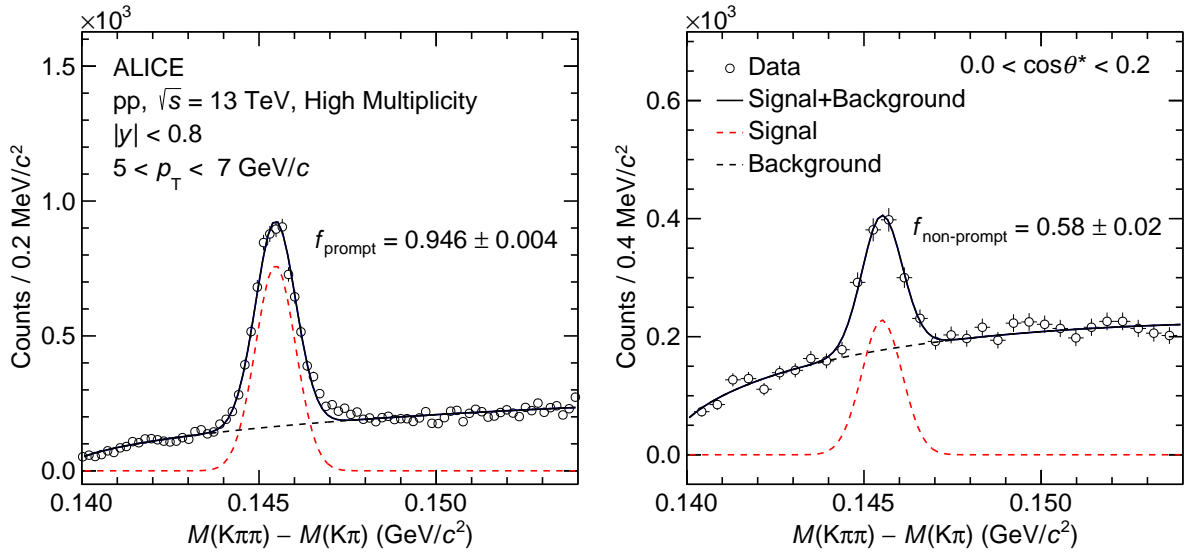 ×10³
ALICE
pp, √s = 13 TeV, High Multiplicity
|y| < 0.8
5 < p_T < 7 GeV/c
f_prompt = 0.946 ± 0.004
1.5
1.0
0.5
0.0
Counts / 0.2 MeV/c²
0.140
0.145
0.150
M(Kππ) − M(Kπ) (GeV/c²)
×10³
0.0 < cosθ* < 0.2
Data
Signal+Background
Signal
Background
f_non-prompt = 0.58 ± 0.02
0.6
0.4
0.2
0.0
Counts / 0.4 MeV/c²
0.140
0.145
0.150
M(Kππ) − M(Kπ) (GeV/c²)